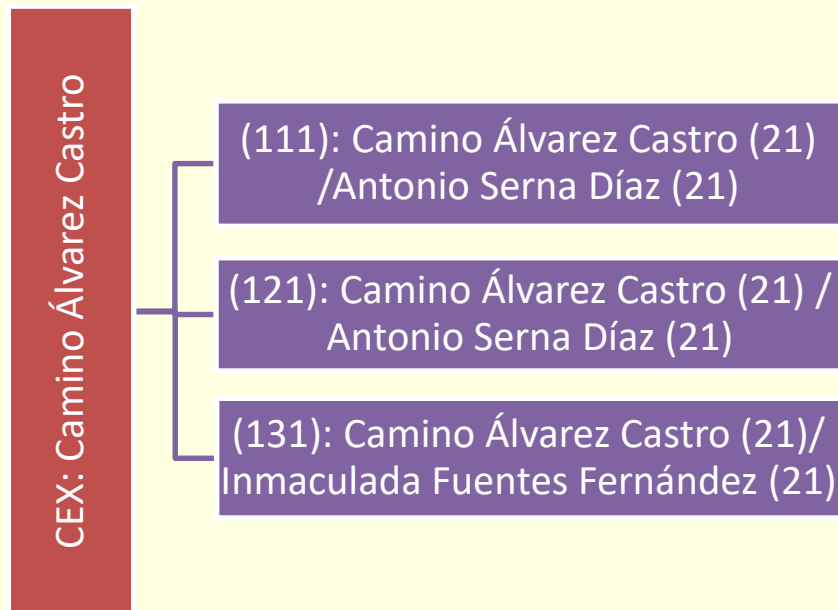 CEX: Camino Álvarez Castro
(111): Camino Álvarez Castro (21)
/Antonio Serna Díaz (21)
(121): Camino Álvarez Castro (21) /
Antonio Serna Díaz (21)
(131): Camino Álvarez Castro (21)/
Inmaculada Fuentes Fernández (21)